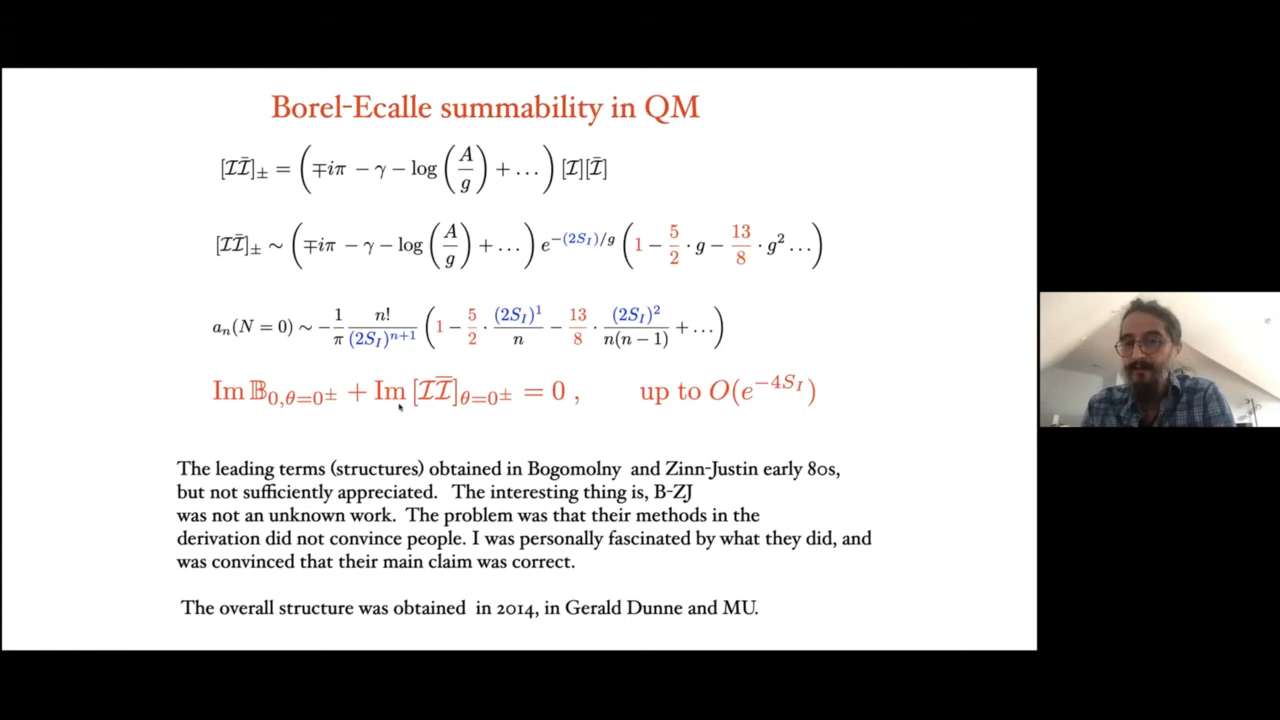 Borel-Ecalle summability in QM
[𝓘𝓘̄]± = (∓iπ − γ − log(A/g) + …) [𝓘][𝓘̄]
[𝓘𝓘̄]± ∼ (∓iπ − γ − log(A/g) + …) e^{−(2S_I)/g} (1 − 5/2 · g − 13/8 · g² …)
a_n(N = 0) ∼ −1/π n!/(2S_I)^{n+1} (1 − 5/2 · (2S_I)¹/n − 13/8 · (2S_I)²/n(n−1) + …)
Im 𝔹_{0,θ=0±} + Im [𝓘𝓘̄]_{θ=0±} = 0 , up to O(e^{−4S_I})
The leading terms (structures) obtained in Bogomolny and Zinn-Justin early 80s,
but not sufficiently appreciated. The interesting thing is, B-ZJ
was not an unknown work. The problem was that their methods in the
derivation did not convince people. I was personally fascinated by what they did, and
was convinced that their main claim was correct.
The overall structure was obtained in 2014, in Gerald Dunne and MU.